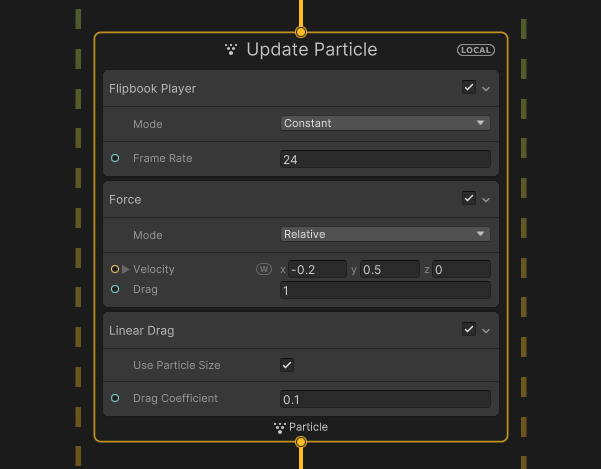 Update Particle LOCAL
Flipbook Player
Mode Constant
Frame Rate 24
Force
Mode Relative
Velocity W x -0.2 y 0.5 z 0
Drag 1
Linear Drag
Use Particle Size
Drag Coefficient 0.1
Particle